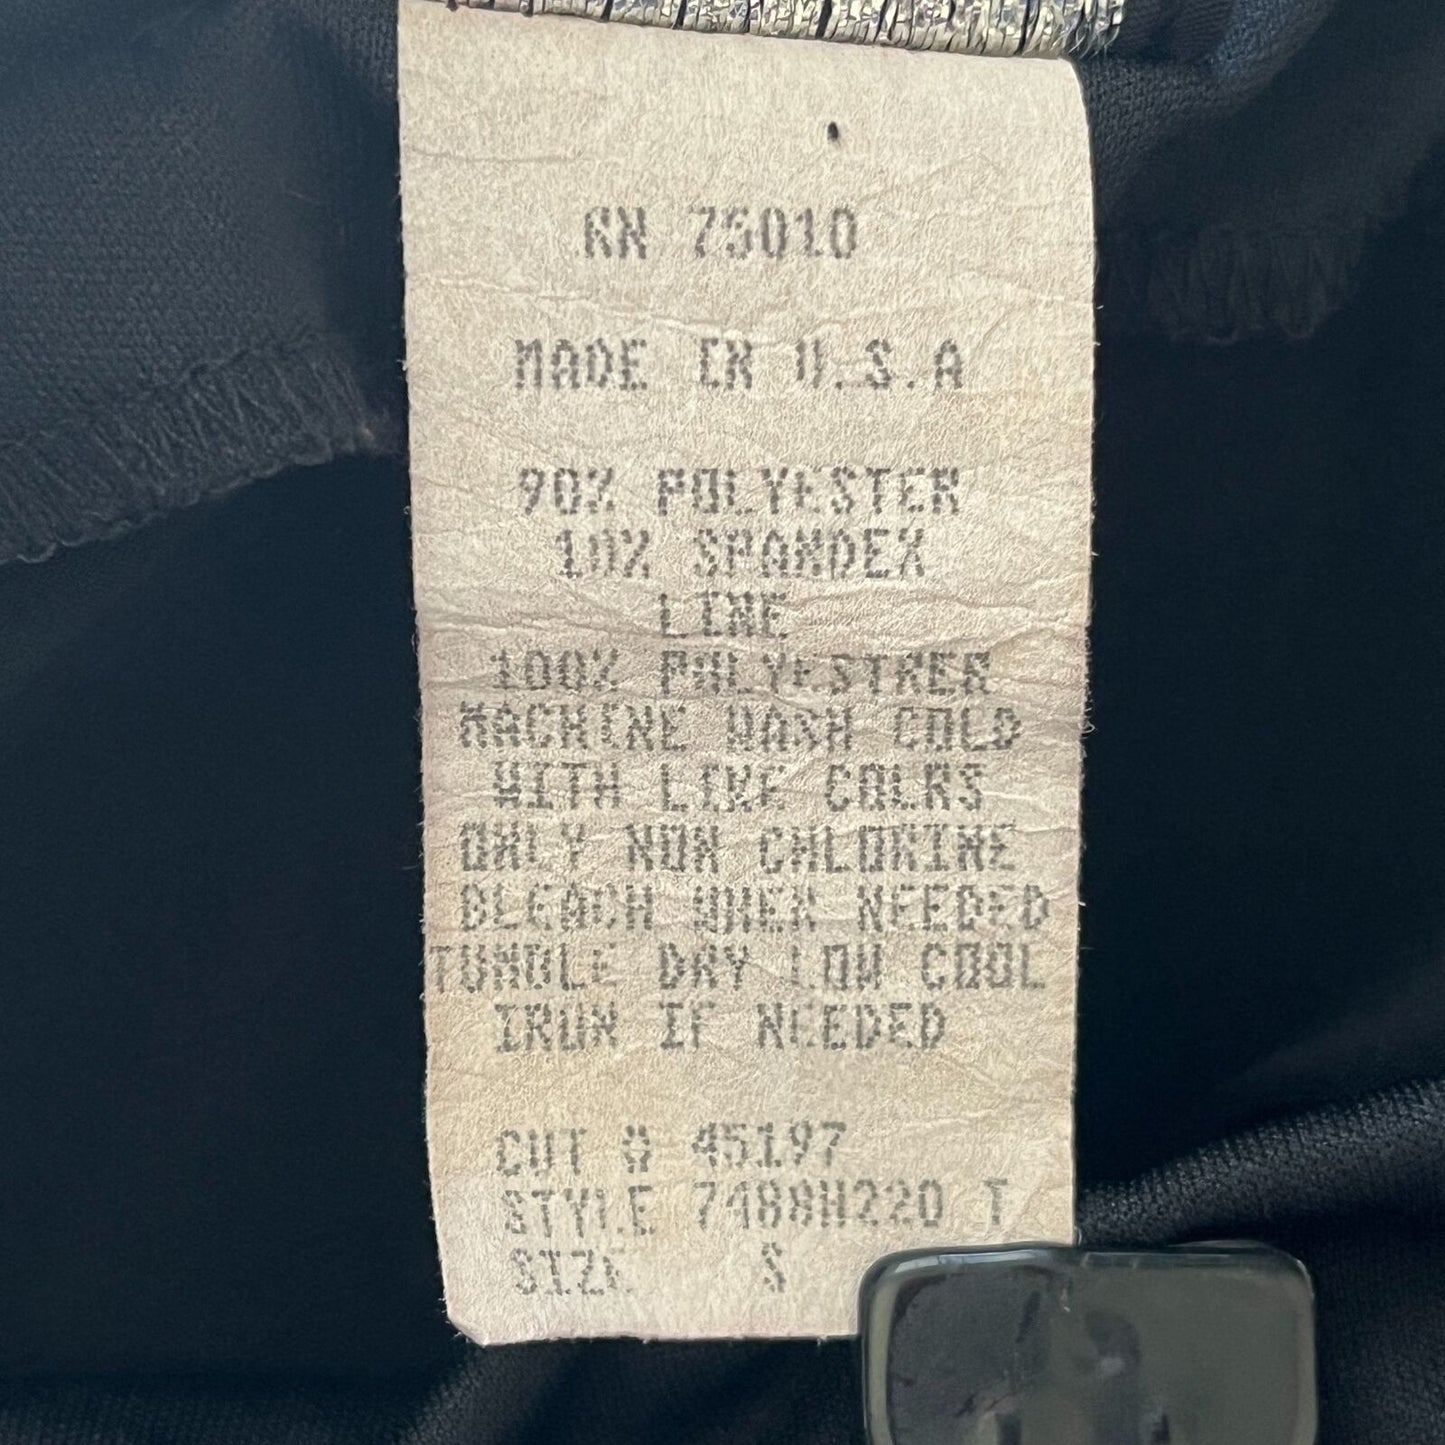 RN 75010
MADE IN U.S.A
90% POLYESTER
10% SPANDEX
LINE
100% POLYESTRER
MACHINE WASH COLD
WITH LIKE COLRS
ONLY NON CHLORINE
BLEACH WHEN NEEDED
TUMBLE DRY LOW COOL
IRON IF NEEDED
CUT # 45197
STYLE 7488H220 T
SIZE S